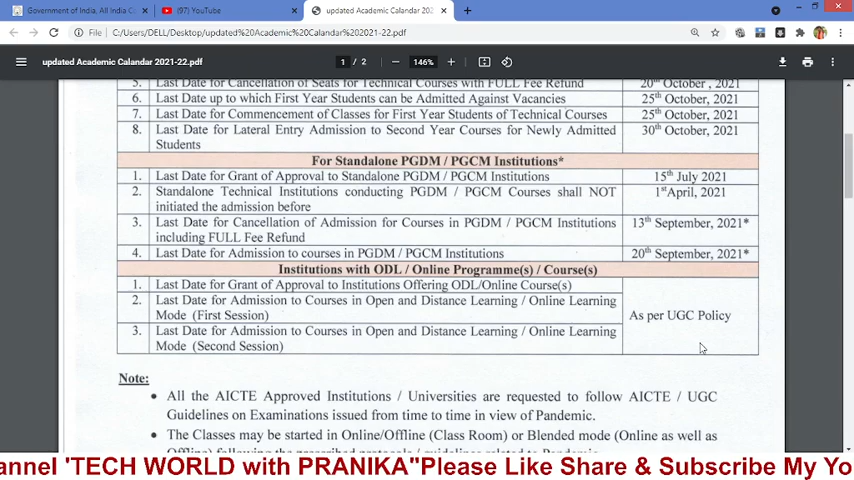 Government of India, All India Co
(97) YouTube
updated Academic Calandar 202
File
C:/Users/DELL/Desktop/updated%20Academic%20Calandar%202021-22.pdf
updated Academic Calandar 2021-22.pdf
1 / 2
146%
5. Last Date for Cancellation of Seats for Technical Courses with FULL Fee Refund 20th October , 2021
6. Last Date up to which First Year Students can be Admitted Against Vacancies 25th October, 2021
7. Last Date for Commencement of Classes for First Year Students of Technical Courses 25th October, 2021
8. Last Date for Lateral Entry Admission to Second Year Courses for Newly Admitted 30th October, 2021
Students
For Standalone PGDM / PGCM Institutions*
1. Last Date for Grant of Approval to Standalone PGDM / PGCM Institutions 15th July 2021
2. Standalone Technical Institutions conducting PGDM / PGCM Courses shall NOT 1stApril, 2021
initiated the admission before
3. Last Date for Cancellation of Admission for Courses in PGDM / PGCM Institutions 13th September, 2021*
including FULL Fee Refund
4. Last Date for Admission to courses in PGDM / PGCM Institutions 20th September, 2021*
Institutions with ODL / Online Programme(s) / Course(s)
1. Last Date for Grant of Approval to Institutions Offering ODL/Online Course(s)
2. Last Date for Admission to Courses in Open and Distance Learning / Online Learning
Mode (First Session) As per UGC Policy
3. Last Date for Admission to Courses in Open and Distance Learning / Online Learning
Mode (Second Session)
Note:
• All the AICTE Approved Institutions / Universities are requested to follow AICTE / UGC
Guidelines on Examinations issued from time to time in view of Pandemic.
• The Classes may be started in Online/Offline (Class Room) or Blended mode (Online as well as
Offline) following the prescribed protocols / guidelines related to Pandemic
annel 'TECH WORLD with PRANIKA"Please Like Share & Subscribe My Yo